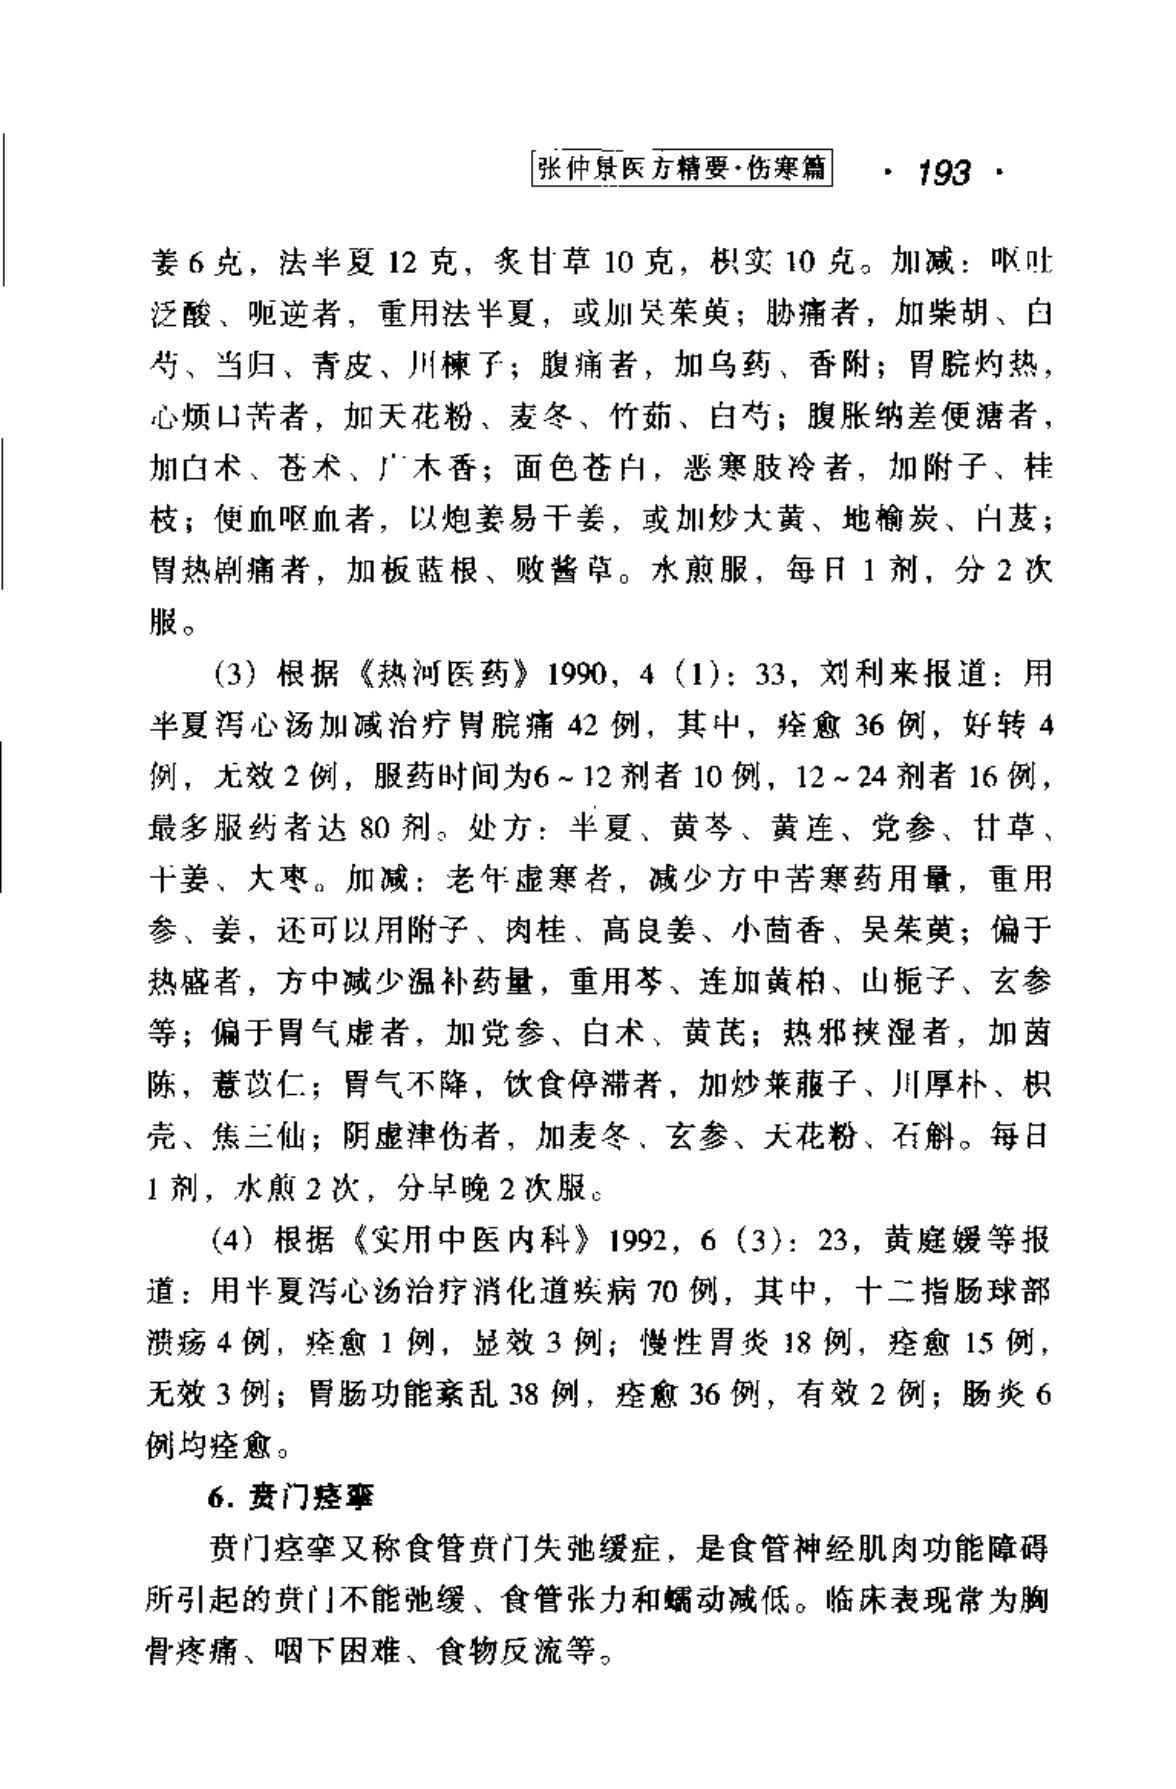 张仲景医方精要·伤寒篇 · 193 ·
姜 6 克，法半夏 12 克，炙甘草 10 克，枳实 10 克。加减：呕吐
泛酸、呃逆者，重用法半夏，或加吴茱萸；胁痛者，加柴胡、白
芍、当归、青皮、川楝子；腹痛者，加乌药、香附；胃脘灼热，
心烦口苦者，加天花粉、麦冬、竹茹、白芍；腹胀纳差便溏者，
加白术、苍术、广木香；面色苍白，恶寒肢冷者，加附子、桂
枝；便血呕血者，以炮姜易干姜，或加炒大黄、地榆炭、白芨；
胃热剧痛者，加板蓝根、败酱草。水煎服，每日 1 剂，分 2 次
服。
(3) 根据《热河医药》1990，4（1）：33，刘利来报道：用
半夏泻心汤加减治疗胃脘痛 42 例，其中，痊愈 36 例，好转 4
例，无效 2 例，服药时间为6～12 剂者 10 例，12～24 剂者 16 例，
最多服药者达 80 剂。处方：半夏、黄芩、黄连、党参、甘草、
干姜、大枣。加减：老年虚寒者，减少方中苦寒药用量，重用
参、姜，还可以用附子、肉桂、高良姜、小茴香、吴茱萸；偏于
热盛者，方中减少温补药量，重用芩、连加黄柏、山栀子、玄参
等；偏于胃气虚者，加党参、白术、黄芪；热邪挟湿者，加茵
陈，薏苡仁；胃气不降，饮食停滞者，加炒莱菔子、川厚朴、枳
壳、焦三仙；阴虚津伤者，加麦冬、玄参、天花粉、石斛。每日
1 剂，水煎 2 次，分早晚 2 次服。
(4) 根据《实用中医内科》1992，6（3）：23，黄庭媛等报
道：用半夏泻心汤治疗消化道疾病 70 例，其中，十二指肠球部
溃疡 4 例，痊愈 1 例，显效 3 例；慢性胃炎 18 例，痊愈 15 例，
无效 3 例；胃肠功能紊乱 38 例，痊愈 36 例，有效 2 例；肠炎 6
例均痊愈。
6. 贲门痉挛
贲门痉挛又称食管贲门失弛缓症，是食管神经肌肉功能障碍
所引起的贲门不能弛缓、食管张力和蠕动减低。临床表现常为胸
骨疼痛、咽下困难、食物反流等。